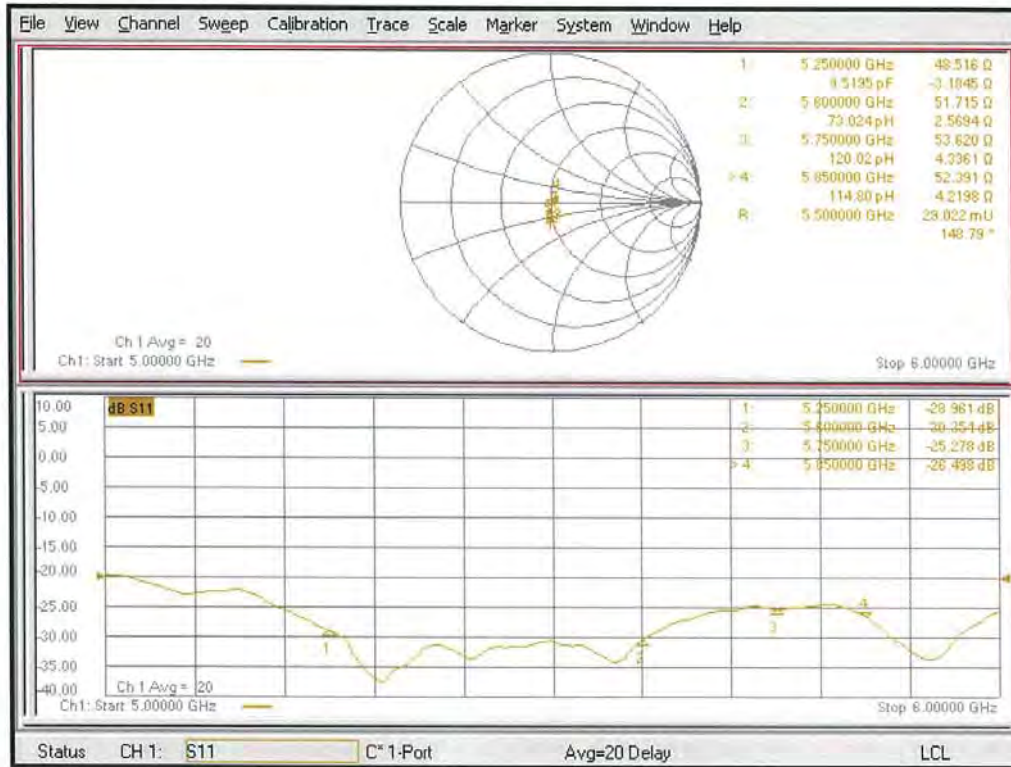 File View Channel Sweep Calibration Trace Scale Marker System Window Help
1: 5.250000 GHz 48.516 Ω
9.5195 pF -3.1845 Ω
2: 5.600000 GHz 51.715 Ω
73.024 pH 2.5694 Ω
3: 5.750000 GHz 53.620 Ω
120.02 pH 4.3361 Ω
> 4: 5.850000 GHz 52.391 Ω
114.80 pH 4.2198 Ω
R: 5.500000 GHz 29.022 mU
148.79 °
Ch 1 Avg = 20
Ch1: Start 5.00000 GHz
Stop 6.00000 GHz
10.00
5.00
0.00
-5.00
-10.00
-15.00
-20.00
-25.00
-30.00
-35.00
-40.00
dB S11
1: 5.250000 GHz -28.961 dB
2: 5.600000 GHz -30.354 dB
3: 5.750000 GHz -25.278 dB
> 4: 5.850000 GHz -26.498 dB
1
2
3
4
Ch 1 Avg = 20
Ch1: Start 5.00000 GHz
Stop 6.00000 GHz
Status CH 1: S11 C* 1-Port Avg=20 Delay LCL